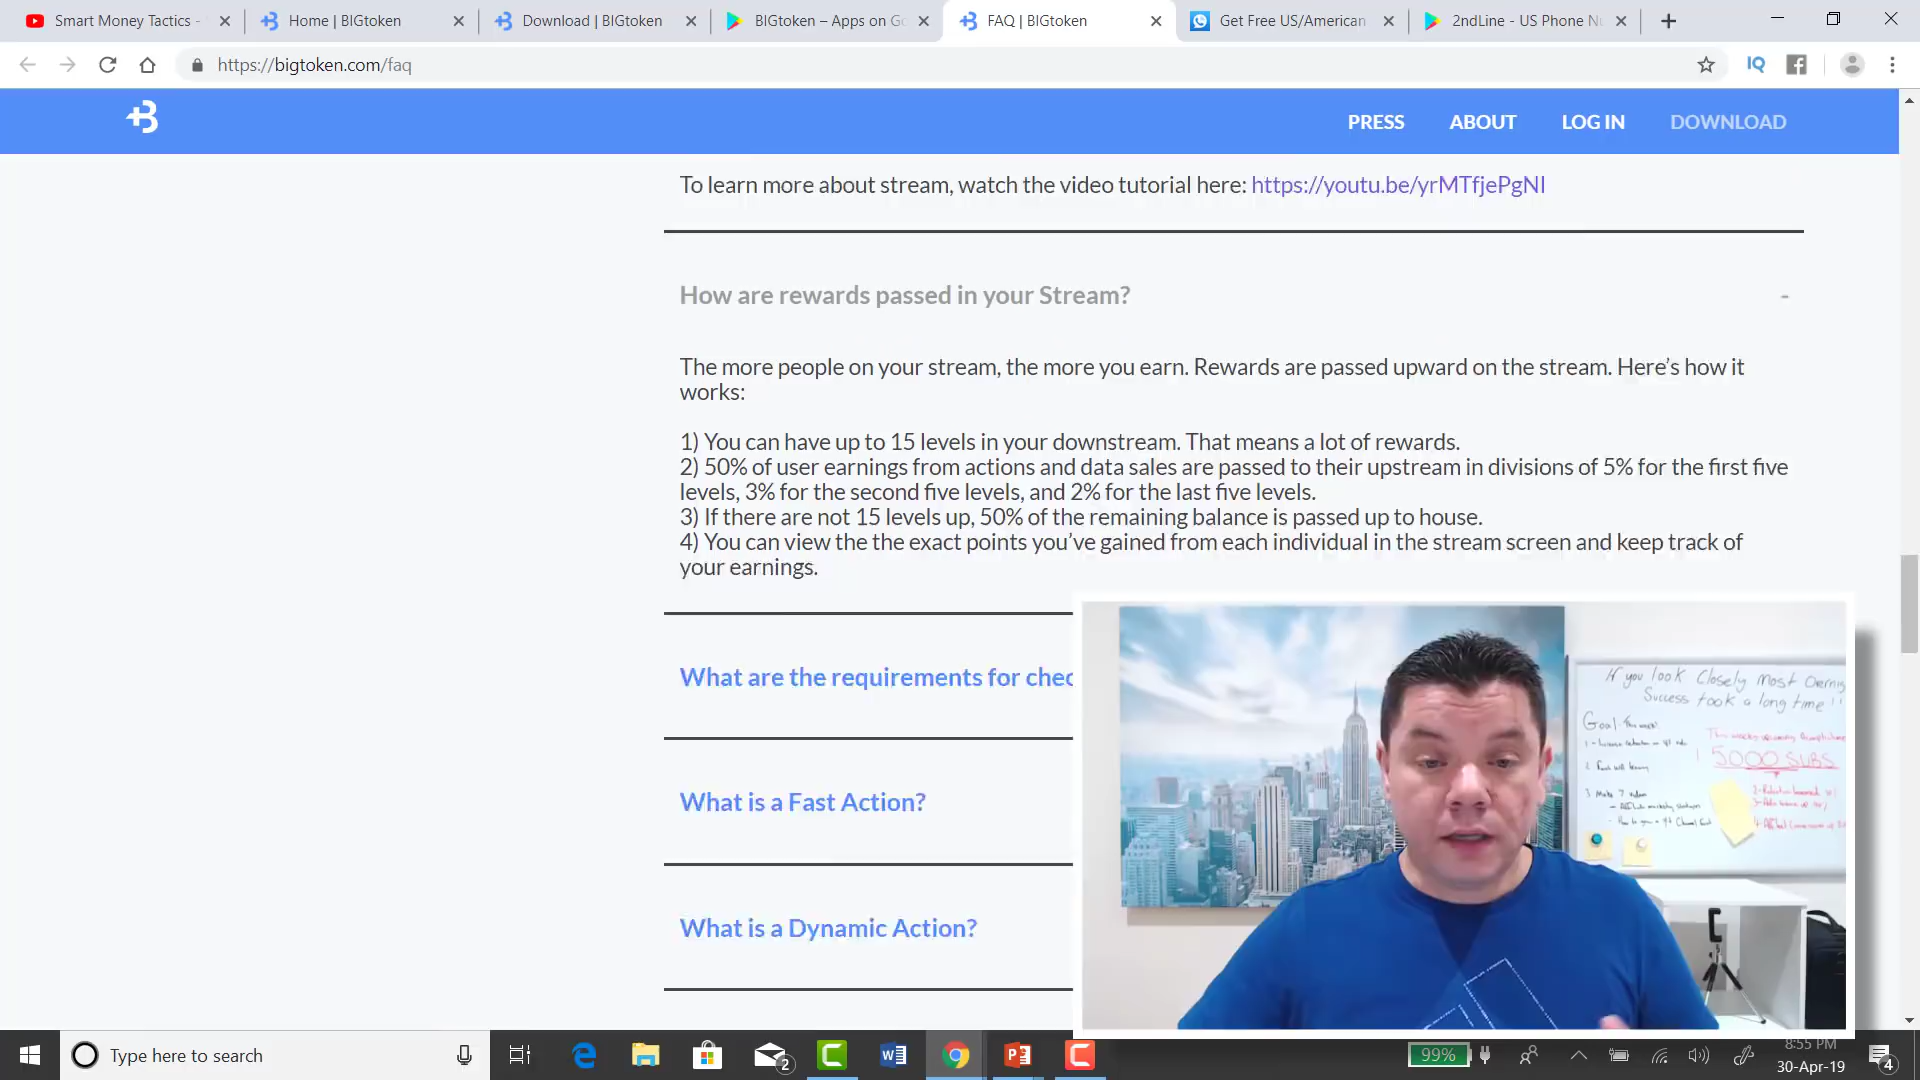 Smart Money Tactics -
Home | BIGtoken
Download | BIGtoken
BIGtoken – Apps on Go
FAQ | BIGtoken
Get Free US/American
2ndLine - US Phone Nu
https://bigtoken.com/faq
IQ
PRESS
ABOUT
LOG IN
DOWNLOAD
To learn more about stream, watch the video tutorial here: https://youtu.be/yrMTfjePgNI
How are rewards passed in your Stream?
-
The more people on your stream, the more you earn. Rewards are passed upward on the stream. Here’s how it
works:
1) You can have up to 15 levels in your downstream. That means a lot of rewards.
2) 50% of user earnings from actions and data sales are passed to their upstream in divisions of 5% for the first five
levels, 3% for the second five levels, and 2% for the last five levels.
3) If there are not 15 levels up, 50% of the remaining balance is passed up to house.
4) You can view the the exact points you’ve gained from each individual in the stream screen and keep track of
your earnings.
What are the requirements for chec
What is a Fast Action?
What is a Dynamic Action?
If you look Closely Most Overni
Success took a long time!!
Goal
5000 SUBS
Type here to search
2
99%
8:55 PM
30-Apr-19
4